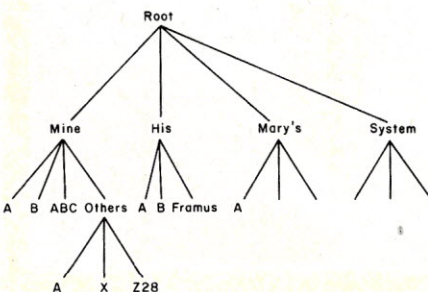 Root
Mine His Mary's System
A B ABC Others A B Framus A
A X Z28